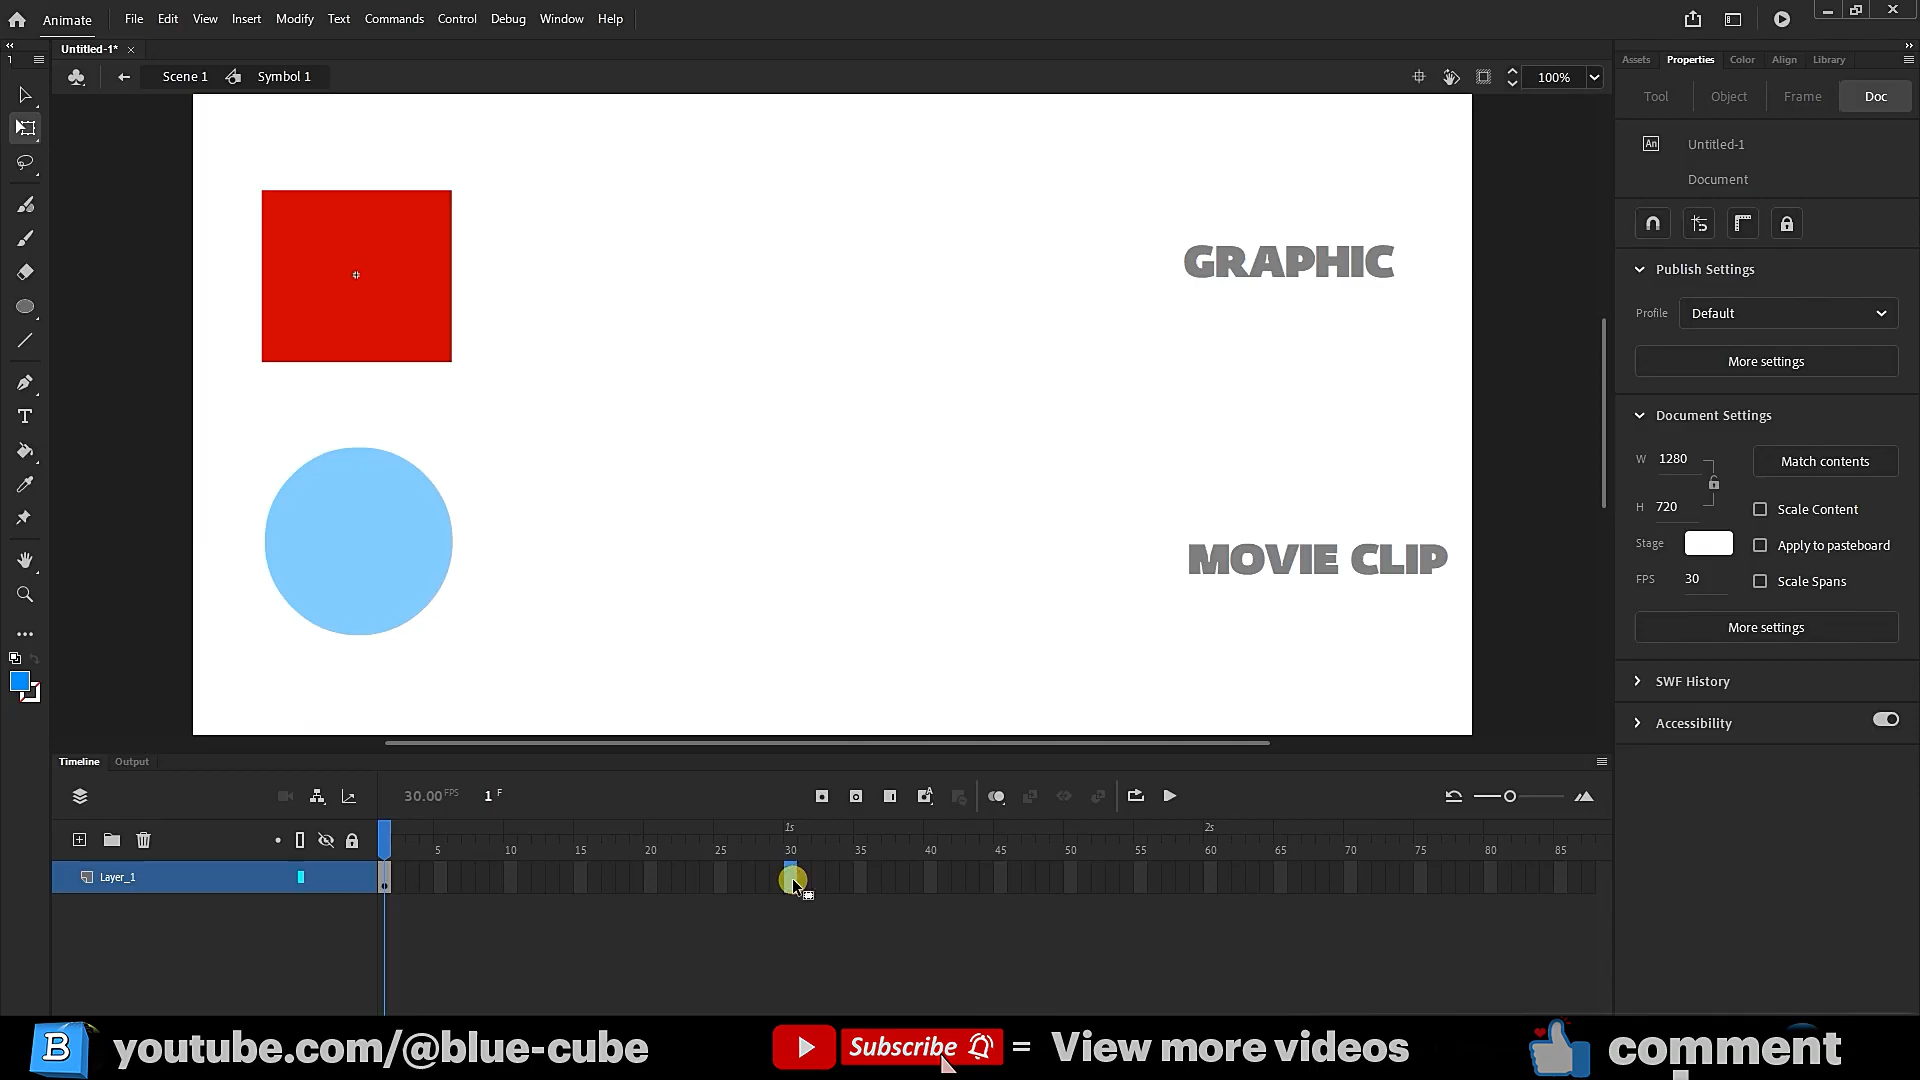 Animate File Edit View Insert Modify Text Commands Control Debug Window Help
Untitled-1*
Scene 1 Symbol 1 100%
Assets Properties Color Align Library
Tool Object Frame Doc
An Untitled-1
Document
Publish Settings
Profile Default
More settings
Document Settings
W 1280 Match contents
H 720 Scale Content
Stage Apply to pasteboard
FPS 30 Scale Spans
More settings
SWF History
Accessibility
GRAPHIC
MOVIE CLIP
Timeline Output
30.00 FPS 1 F
1s 2s
5 10 15 20 25 30 35 40 45 50 55 60 65 70 75 80 85
Layer_1
B youtube.com/@blue-cube Subscribe = View more videos comment